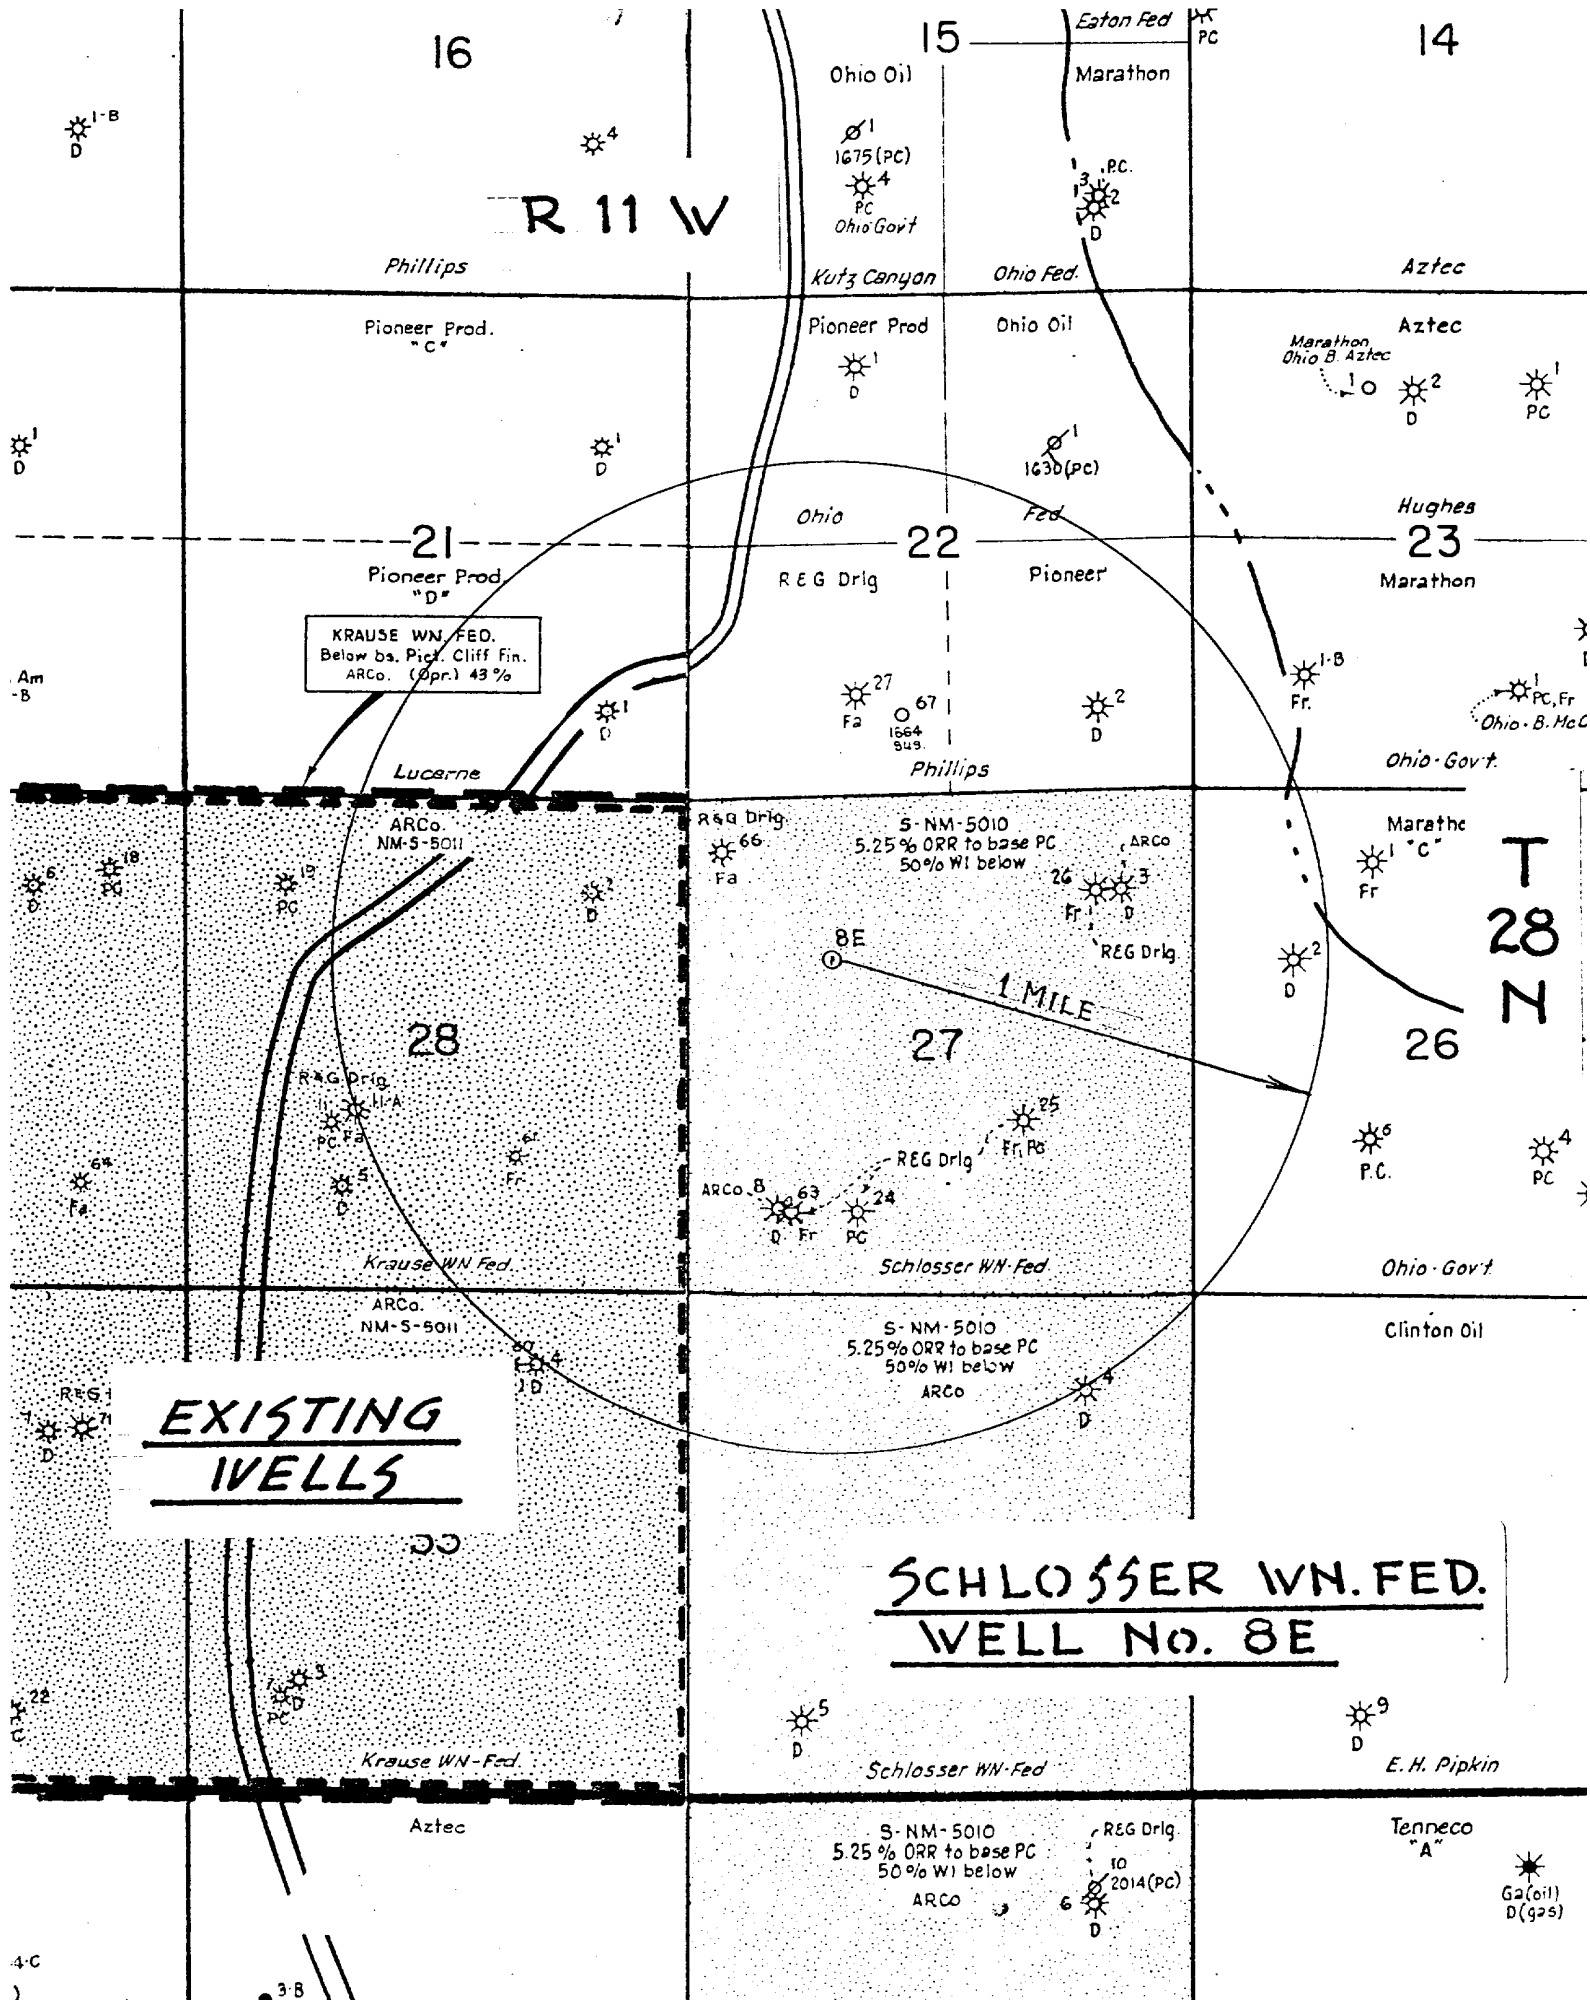 16
15
14
Eaton Fed
PC
Ohio Oil
Marathon
1-B
D
4
1
1675 (PC)
4
PC
Ohio Gov't
P.C.
3
2
D
R 11 W
Phillips
Kutz Canyon
Ohio Fed.
Aztec
Pioneer Prod.
"C"
Pioneer Prod
Ohio Oil
Aztec
Marathon
Ohio B. Aztec
1
D
1
2
D
1
PC
1
D
1
D
1
1630 (PC)
Ohio
Fed
Hughes
21
22
23
Pioneer Prod.
"D"
R & G Drlg
Pioneer
Marathon
KRAUSE WN. FED.
Below bs. Pict. Cliff Fm.
ARCo. (Opr.) 43%
Am
-B
1
D
27
Fa
67
1664
sus.
2
D
1-B
Fr.
1
PC, Fr
Ohio-B. McC
Lucerne
Phillips
Ohio-Gov't.
ARCo.
NM-S-5011
R&G Drlg.
66
Fa
S-NM-5010
5.25% ORR to base PC
50% WI below
ARCo
26
3
Fr
D
R&G Drlg
Marathc
"C"
1
Fr
T
28
N
6
D
18
PC
19
PC
2
D
8E
1 MILE
2
D
28
27
26
R&G Drlg.
11
11-A
PC
Fa
5
D
Fr
64
Fa
25
Fr, PC
R&G Drlg
ARCo.
8
63
D
Fr
24
PC
6
P.C.
4
PC
Krause WN Fed.
Schlosser WN-Fed
Ohio-Gov't.
ARCo.
NM-S-5011
S-NM-5010
5.25% ORR to base PC
50% WI below
ARCo
Clinton Oil
60
4
D
4
D
R&G
D
71
EXISTING
WELLS
33
SCHLOSSER WN. FED.
WELL No. 8E
22
C
7
PC
3
D
5
D
9
D
Krause WN-Fed.
Schlosser WN-Fed
E. H. Pipkin
Aztec
S-NM-5010
5.25% ORR to base PC
50% WI below
ARCo
R&G Drlg.
10
2014 (PC)
6
D
Tenneco
"A"
Ga (oil)
D (gas)
4-C
3-B